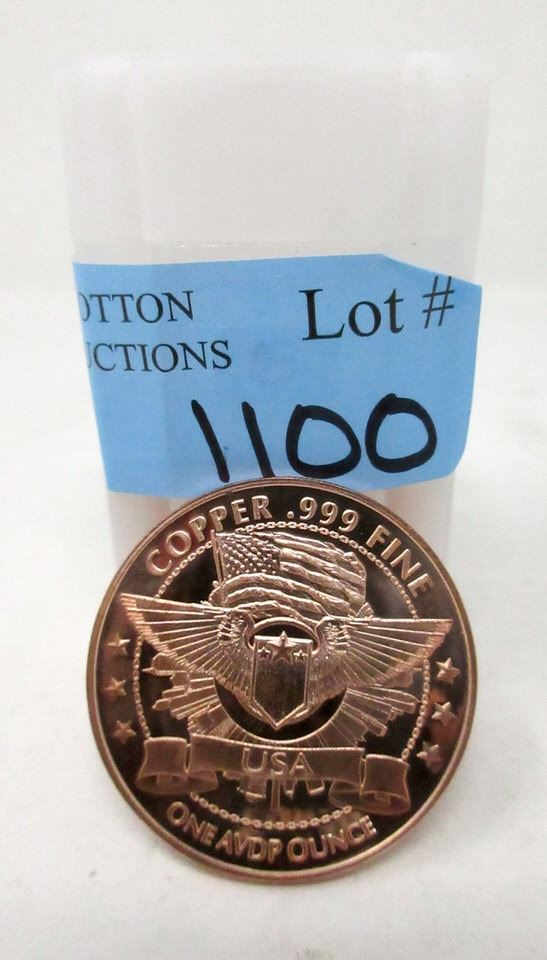 OTTON
UCTIONS
Lot #
1100
COPPER .999 FINE
USA
ONE AVDP OUNCE